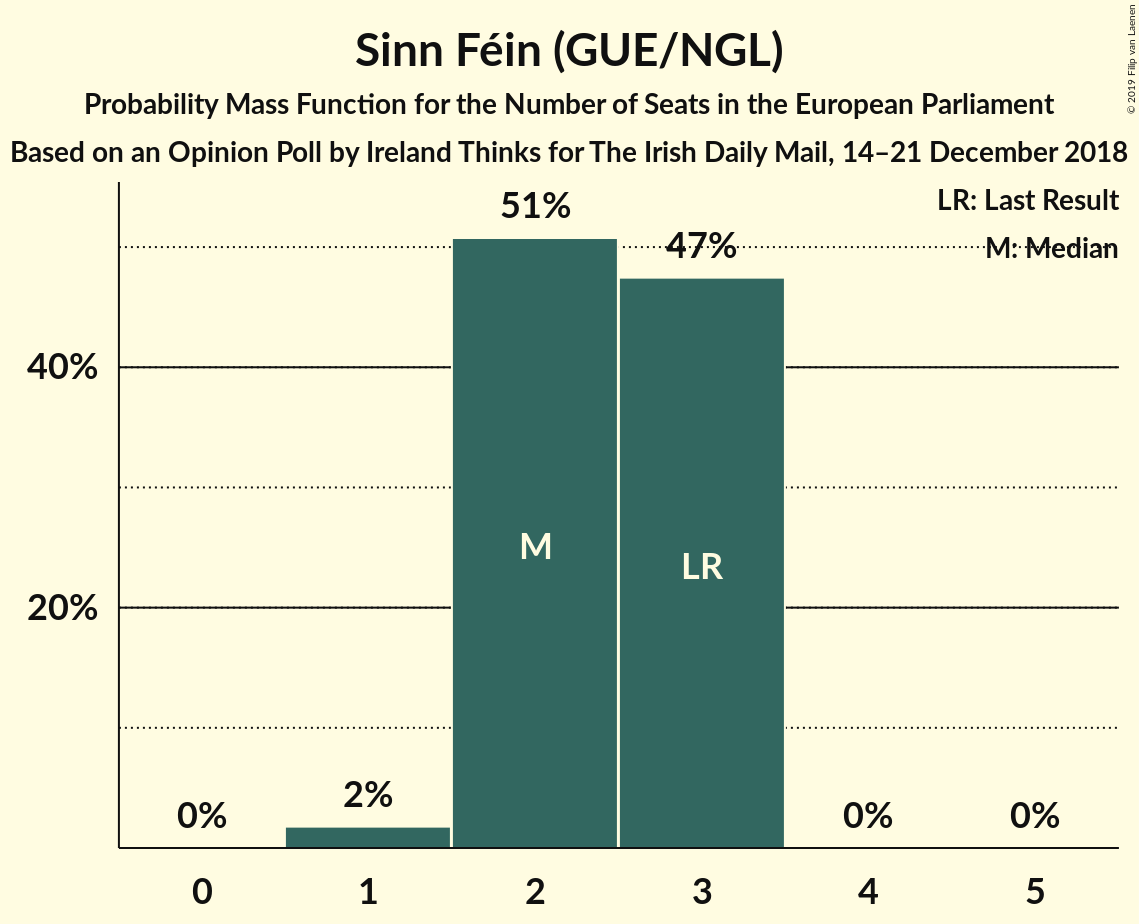 Sinn Féin (GUE/NGL)
Probability Mass Function for the Number of Seats in the European Parliament
Based on an Opinion Poll by Ireland Thinks for The Irish Daily Mail, 14–21 December 2018
© 2019 Filip van Laenen
LR: Last Result
M: Median
51%
47%
40%
M
LR
20%
2%
0%
0%
0%
0 1 2 3 4 5